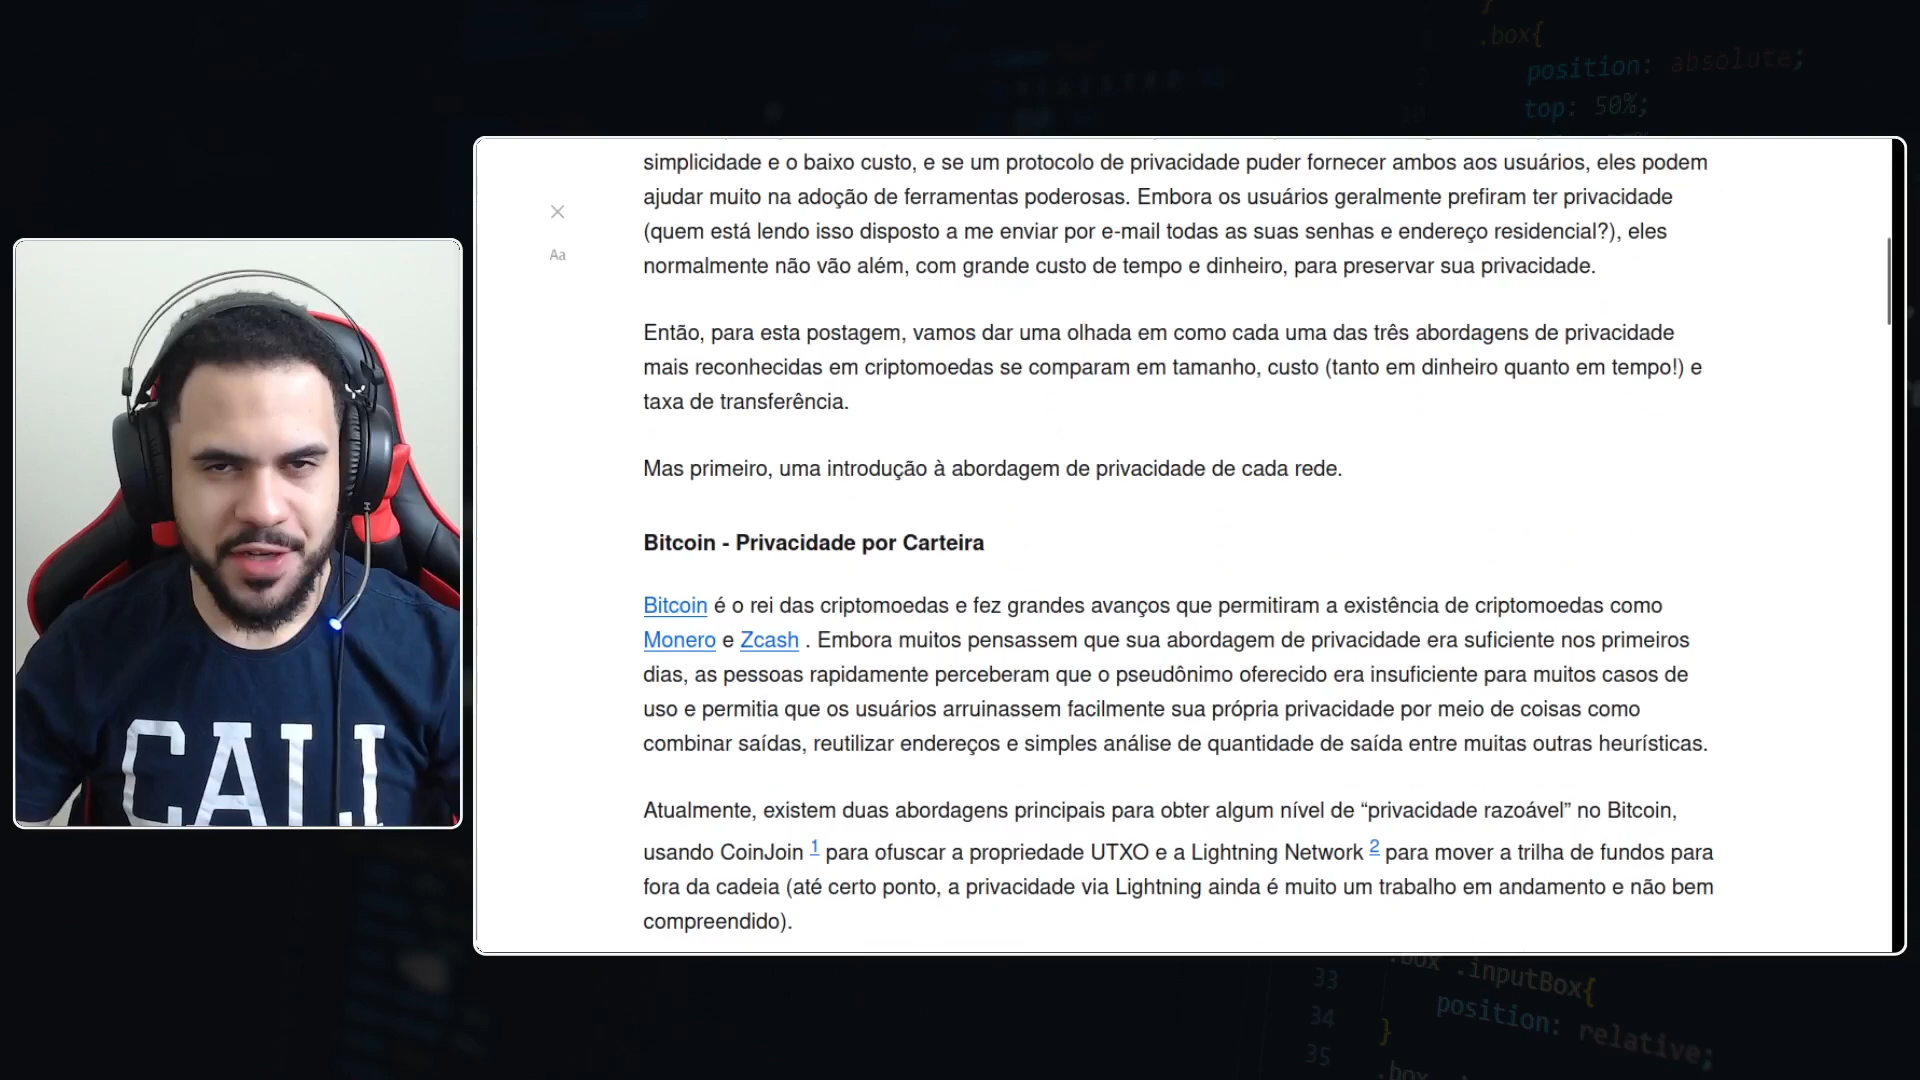 .box{
position: absolute;
top: 50%;
simplicidade e o baixo custo, e se um protocolo de privacidade puder fornecer ambos aos usuários, eles podem
ajudar muito na adoção de ferramentas poderosas. Embora os usuários geralmente prefiram ter privacidade
(quem está lendo isso disposto a me enviar por e-mail todas as suas senhas e endereço residencial?), eles
normalmente não vão além, com grande custo de tempo e dinheiro, para preservar sua privacidade.
Aa
Então, para esta postagem, vamos dar uma olhada em como cada uma das três abordagens de privacidade
mais reconhecidas em criptomoedas se comparam em tamanho, custo (tanto em dinheiro quanto em tempo!) e
taxa de transferência.
Mas primeiro, uma introdução à abordagem de privacidade de cada rede.
Bitcoin - Privacidade por Carteira
Bitcoin é o rei das criptomoedas e fez grandes avanços que permitiram a existência de criptomoedas como
Monero e Zcash . Embora muitos pensassem que sua abordagem de privacidade era suficiente nos primeiros
dias, as pessoas rapidamente perceberam que o pseudônimo oferecido era insuficiente para muitos casos de
uso e permitia que os usuários arruinassem facilmente sua própria privacidade por meio de coisas como
combinar saídas, reutilizar endereços e simples análise de quantidade de saída entre muitas outras heurísticas.
Atualmente, existem duas abordagens principais para obter algum nível de “privacidade razoável” no Bitcoin,
usando CoinJoin 1 para ofuscar a propriedade UTXO e a Lightning Network 2 para mover a trilha de fundos para
fora da cadeia (até certo ponto, a privacidade via Lightning ainda é muito um trabalho em andamento e não bem
compreendido).
CALI
.box .inputBox{
33
position: relative;
34 }
35
.box